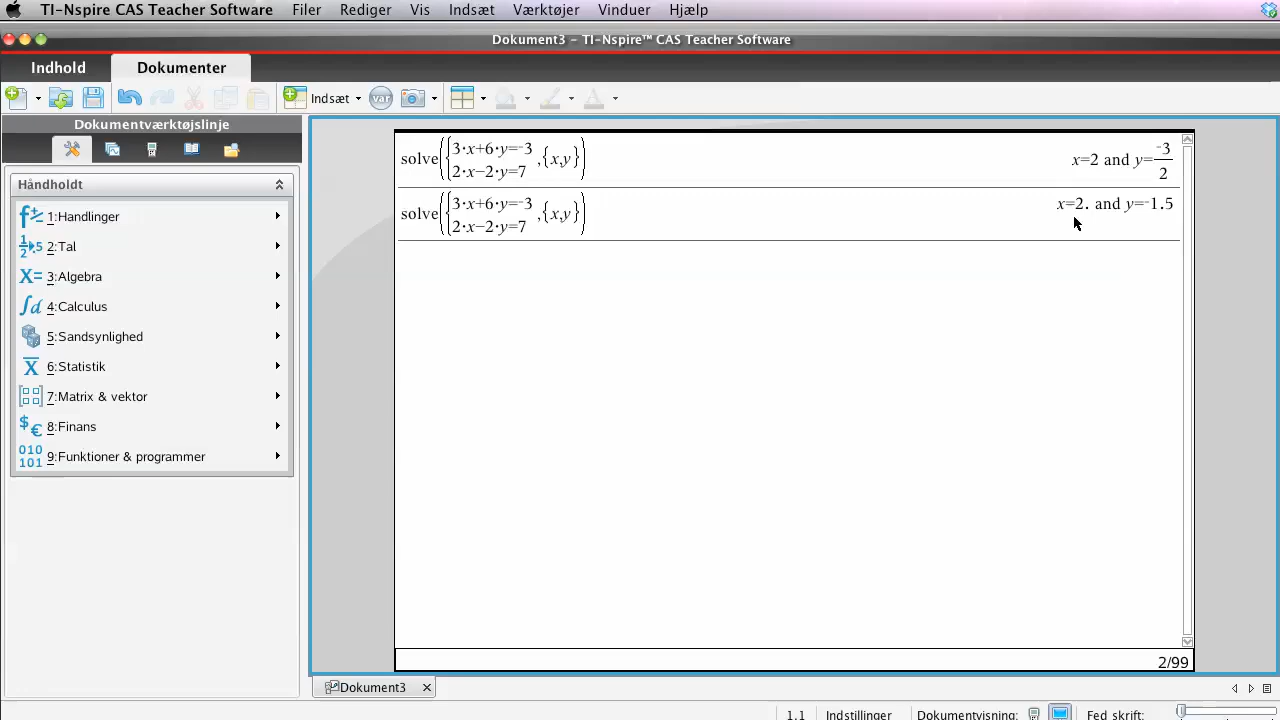 TI-Nspire CAS Teacher Software Filer Rediger Vis Indsæt Værktøjer Vinduer Hjælp
Dokument3 - TI-Nspire™ CAS Teacher Software
Indhold Dokumenter
Indsæt var
Dokumentværktøjslinje
Håndholdt
1:Handlinger
2:Tal
3:Algebra
4:Calculus
5:Sandsynlighed
6:Statistik
7:Matrix & vektor
8:Finans
9:Funktioner & programmer
solve({3·x+6·y=⁻3
2·x−2·y=7 ,{x,y}) x=2 and y=⁻3/2
solve({3·x+6·y=⁻3
2·x−2·y=7 ,{x,y}) x=2. and y=⁻1.5
2/99
Dokument3
1.1 Indstillinger Dokumentvisning: Fed skrift: